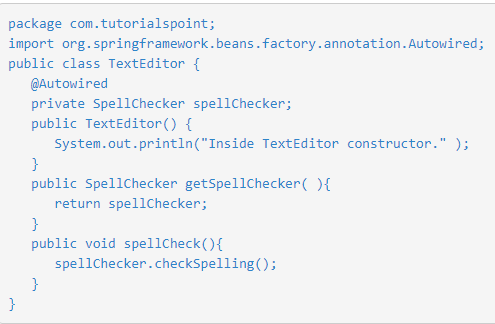 package com.tutorialspoint;
import org.springframework.beans.factory.annotation.Autowired;
public class TextEditor {
   @Autowired
   private SpellChecker spellChecker;
   public TextEditor() {
      System.out.println("Inside TextEditor constructor." );
   }
   public SpellChecker getSpellChecker( ){
      return spellChecker;
   }
   public void spellCheck(){
      spellChecker.checkSpelling();
   }
}